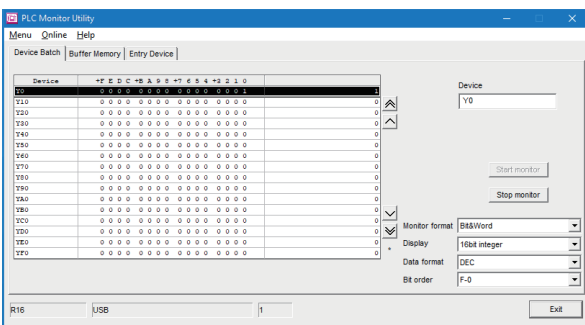 PLC Monitor Utility
Menu Online Help
Device Batch Buffer Memory Entry Device
Device +F E D C +B A 9 8 +7 6 5 4 +3 2 1 0
Y0 0 0 0 0 0 0 0 0 0 0 0 0 0 0 0 1 1
Y10 0 0 0 0 0 0 0 0 0 0 0 0 0 0 0 0 0
Y20 0 0 0 0 0 0 0 0 0 0 0 0 0 0 0 0 0
Y30 0 0 0 0 0 0 0 0 0 0 0 0 0 0 0 0 0
Y40 0 0 0 0 0 0 0 0 0 0 0 0 0 0 0 0 0
Y50 0 0 0 0 0 0 0 0 0 0 0 0 0 0 0 0 0
Y60 0 0 0 0 0 0 0 0 0 0 0 0 0 0 0 0 0
Y70 0 0 0 0 0 0 0 0 0 0 0 0 0 0 0 0 0
Y80 0 0 0 0 0 0 0 0 0 0 0 0 0 0 0 0 0
Y90 0 0 0 0 0 0 0 0 0 0 0 0 0 0 0 0 0
YA0 0 0 0 0 0 0 0 0 0 0 0 0 0 0 0 0 0
YB0 0 0 0 0 0 0 0 0 0 0 0 0 0 0 0 0 0
YC0 0 0 0 0 0 0 0 0 0 0 0 0 0 0 0 0 0
YD0 0 0 0 0 0 0 0 0 0 0 0 0 0 0 0 0 0
YE0 0 0 0 0 0 0 0 0 0 0 0 0 0 0 0 0 0
YF0 0 0 0 0 0 0 0 0 0 0 0 0 0 0 0 0 0
Device
Y0
Start monitor
Stop monitor
Monitor format Bit&Word
Display 16bit integer
Data format DEC
Bit order F-0
R16 USB 1 Exit